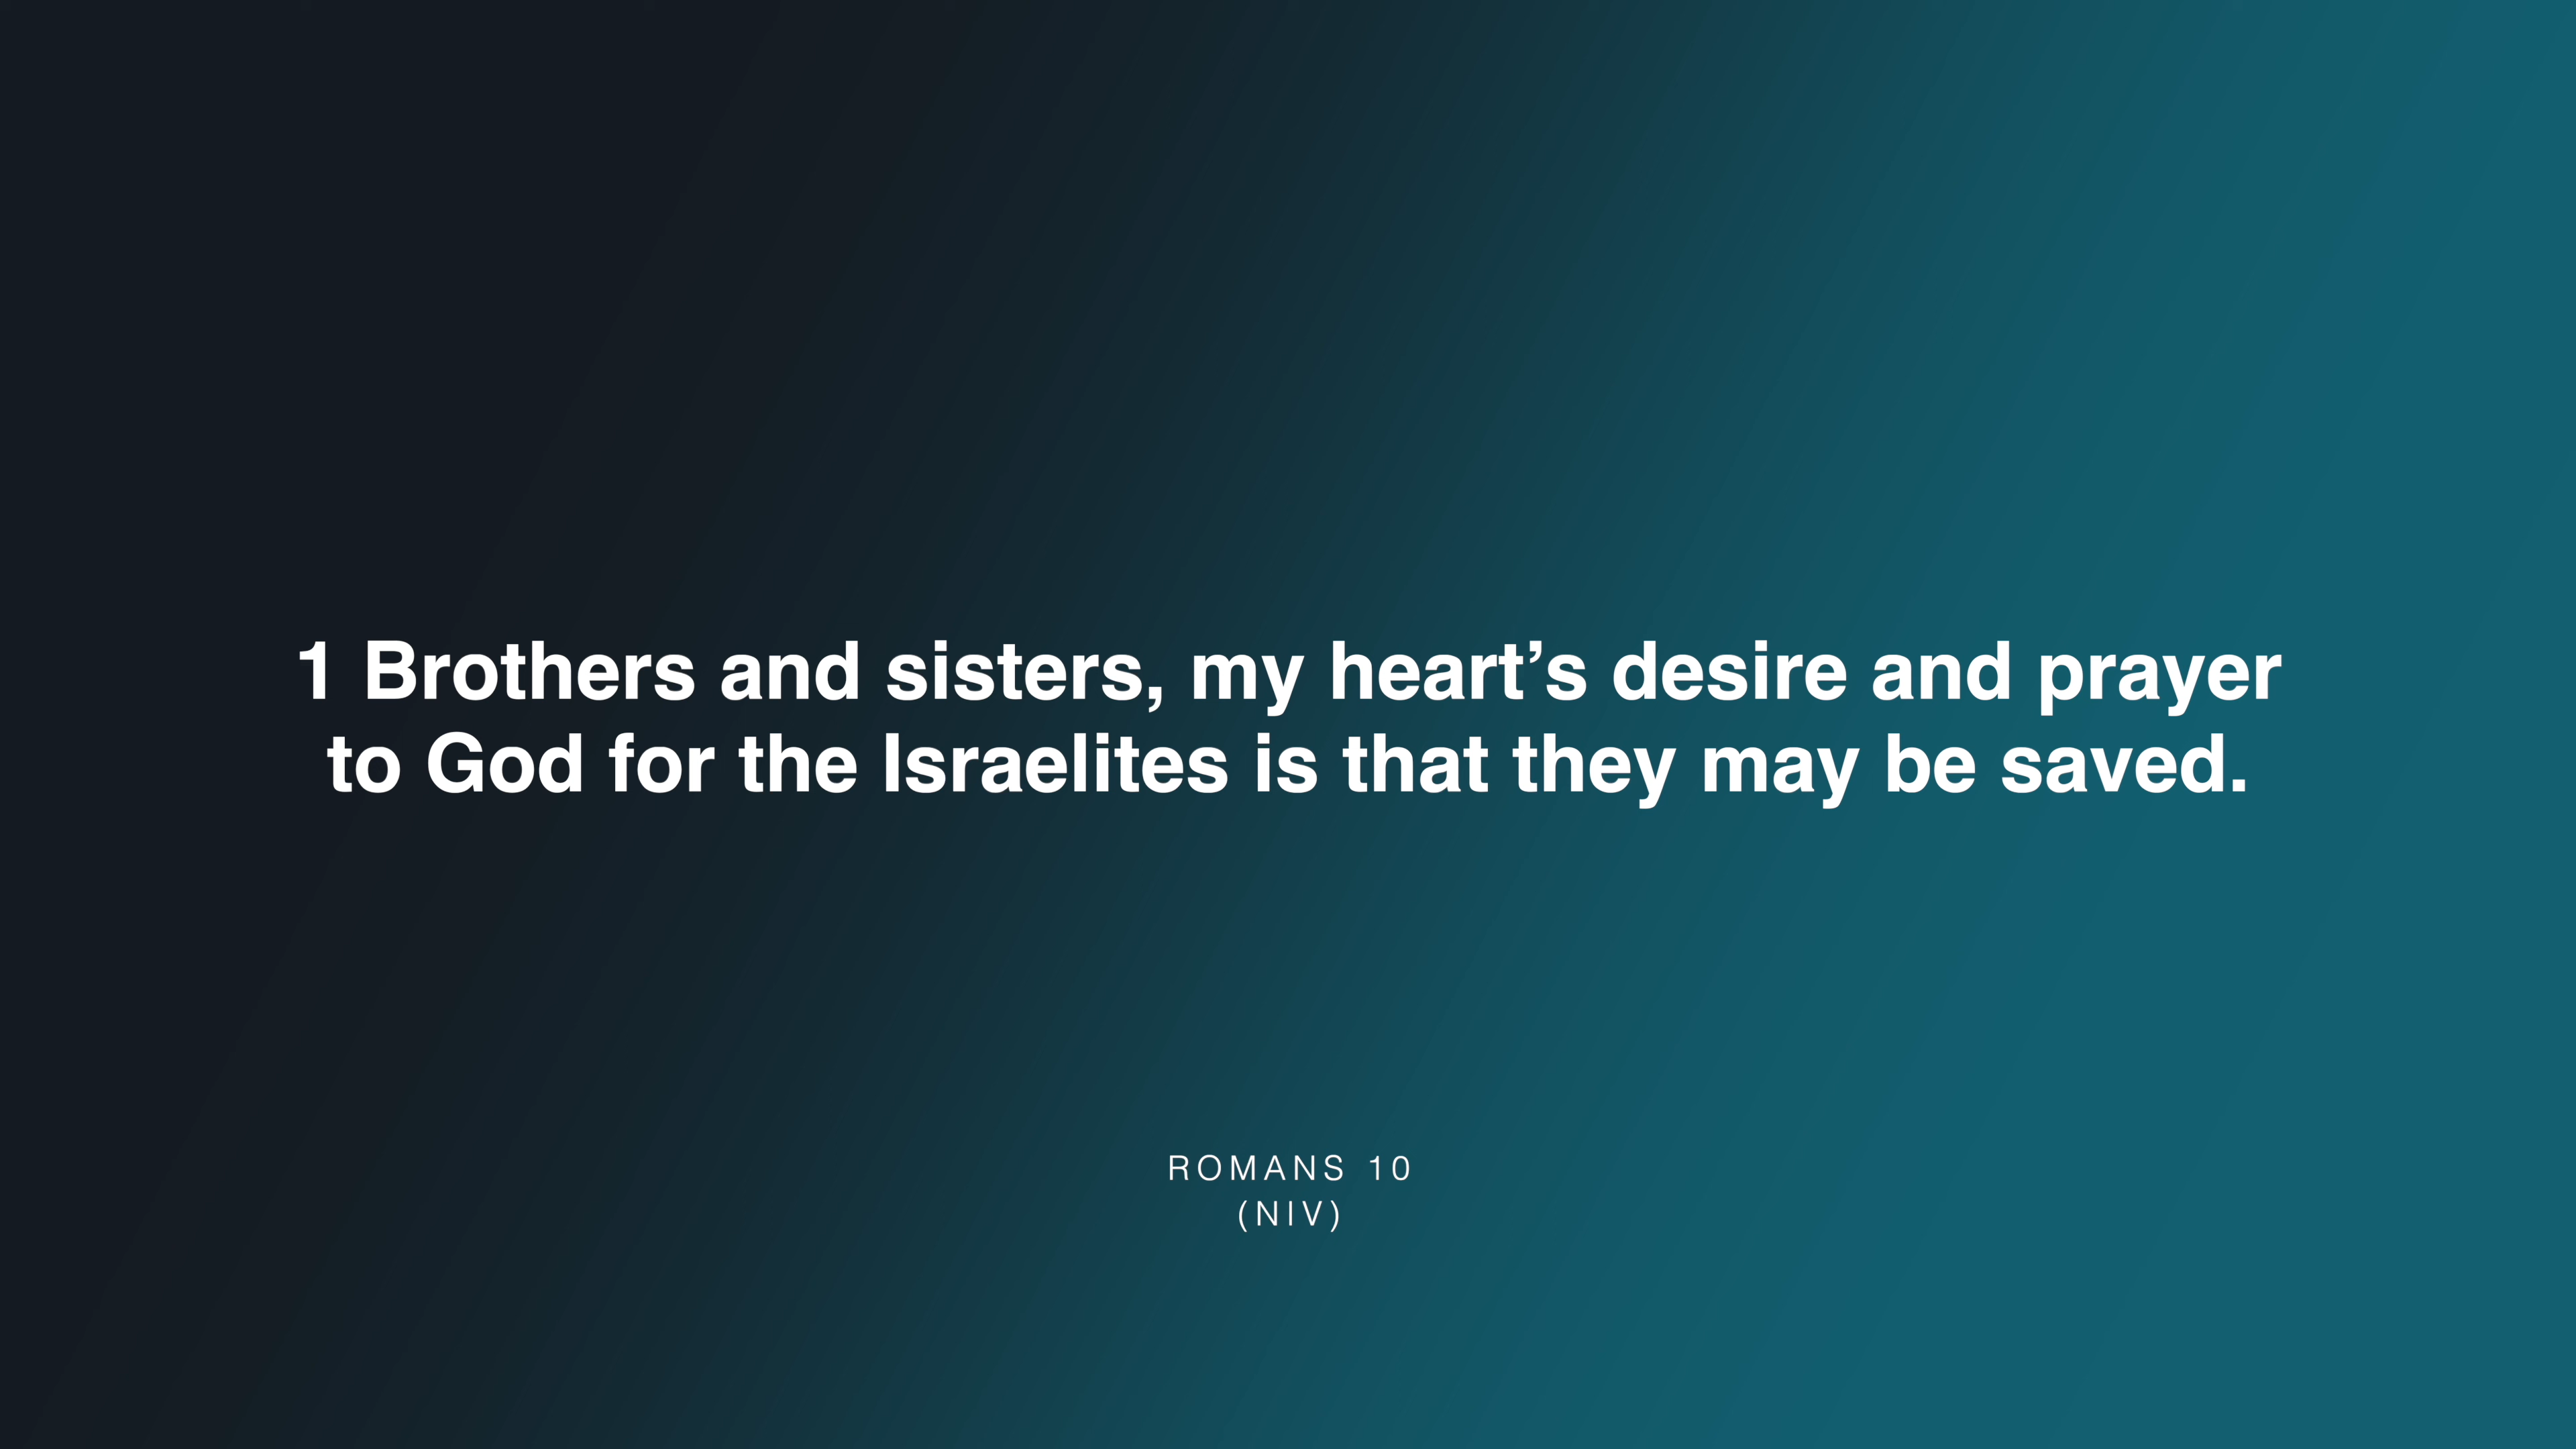 1 Brothers and sisters, my heart’s desire and prayer
to God for the Israelites is that they may be saved.
ROMANS 10
(NIV)